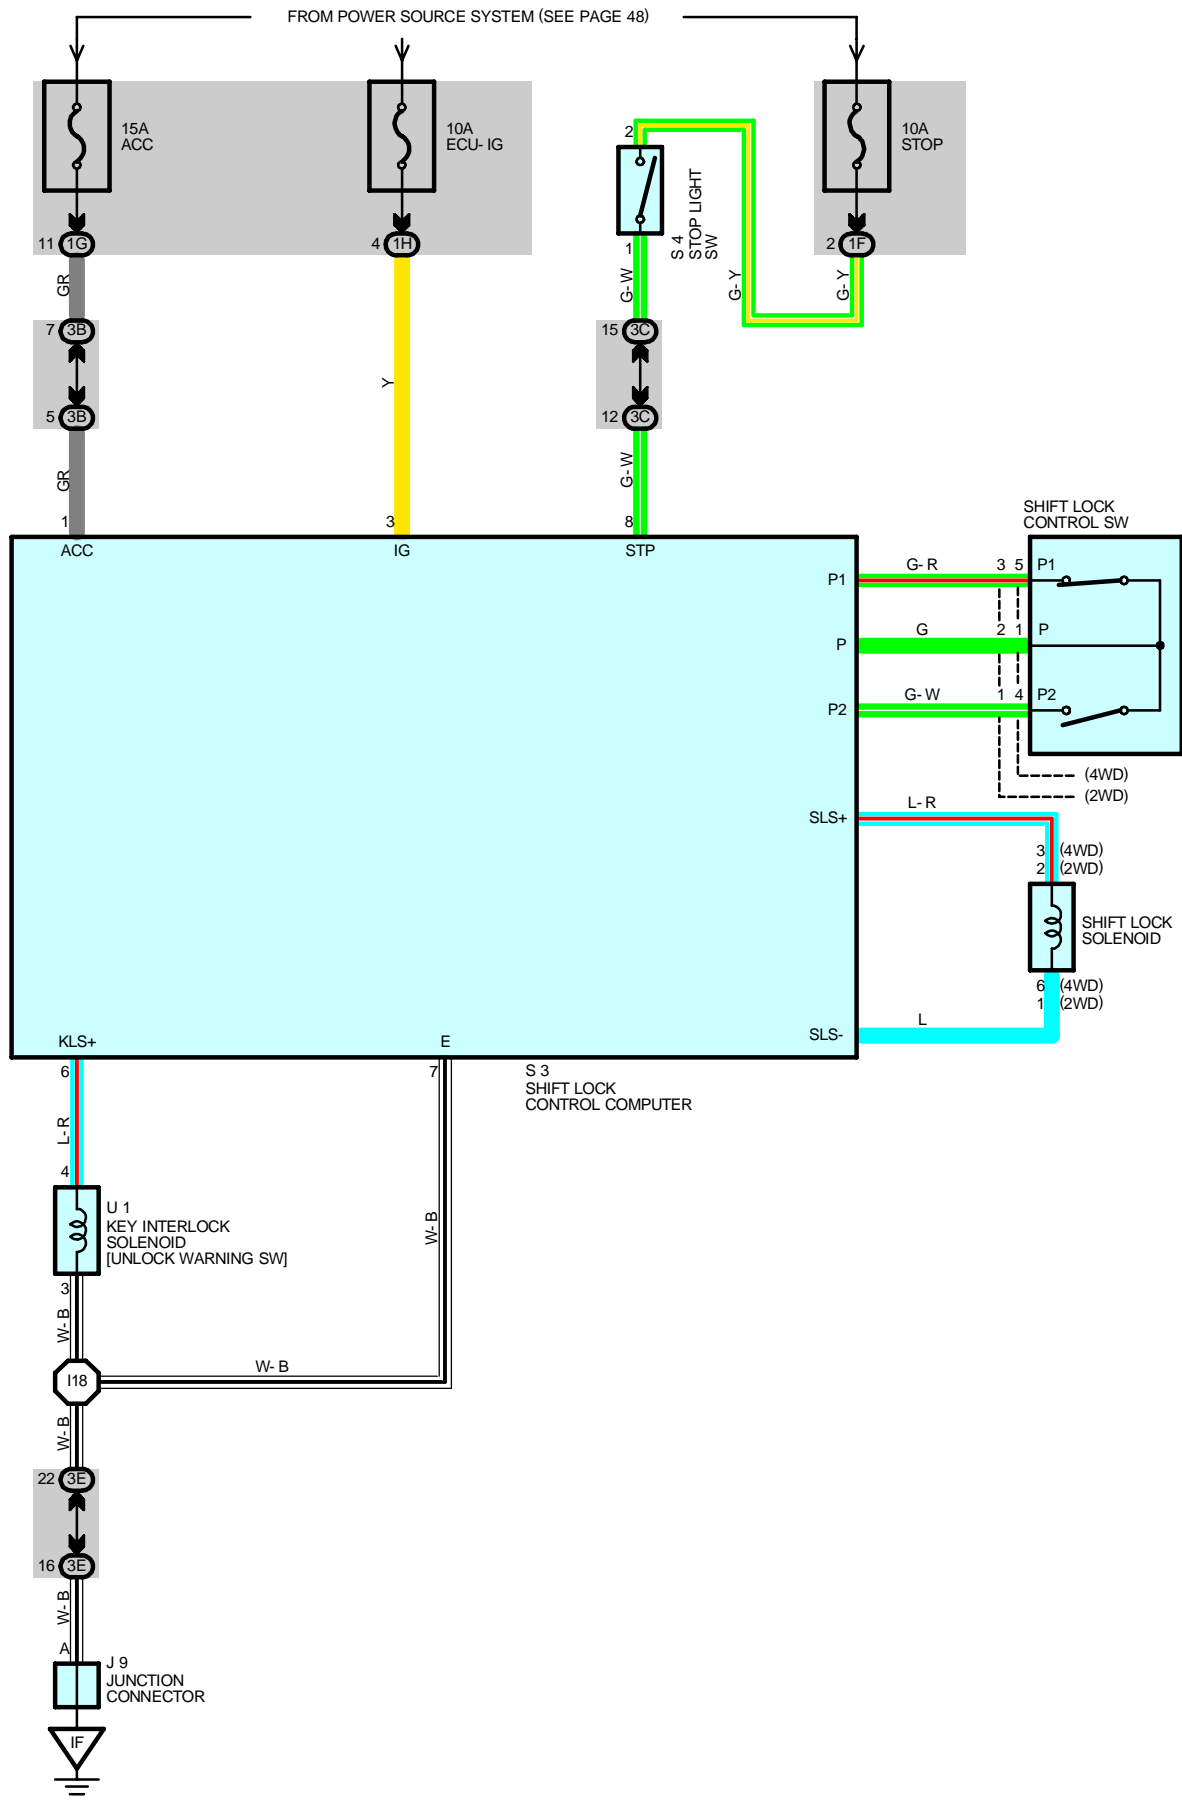 FROM POWER SOURCE SYSTEM (SEE PAGE 48)
15A
ACC
10A
ECU- IG
10A
STOP
2
S 4
STOP LIGHT
SW
1
11 1G
4 1H
2 1F
GR
G- W
G- Y
G- Y
7 3B
15 3C
Y
5 3B
12 3C
GR
G- W
1
3
8
ACC
IG
STP
SHIFT LOCK
CONTROL SW
P1
G- R
3 5
P1
P
G
2 1
P
P2
G- W
1 4
P2
(4WD)
(2WD)
SLS+
L- R
3 (4WD)
2 (2WD)
SHIFT LOCK
SOLENOID
6 (4WD)
1 (2WD)
SLS-
L
KLS+
E
6
7
S 3
SHIFT LOCK
CONTROL COMPUTER
L- R
4
U 1
KEY INTERLOCK
SOLENOID
[UNLOCK WARNING SW]
W- B
3
W- B
I18
W- B
W- B
22 3E
16 3E
W- B
A
J 9
JUNCTION
CONNECTOR
IF